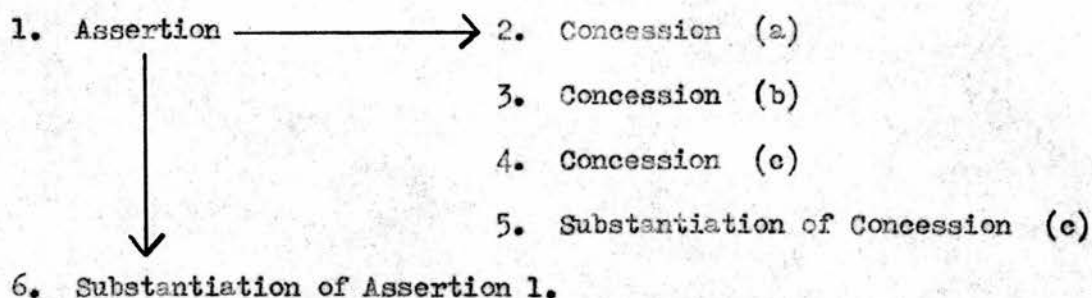 1. Assertion 2. Concession (a)
3. Concession (b)
4. Concession (c)
5. Substantiation of Concession (c)
6. Substantiation of Assertion 1.